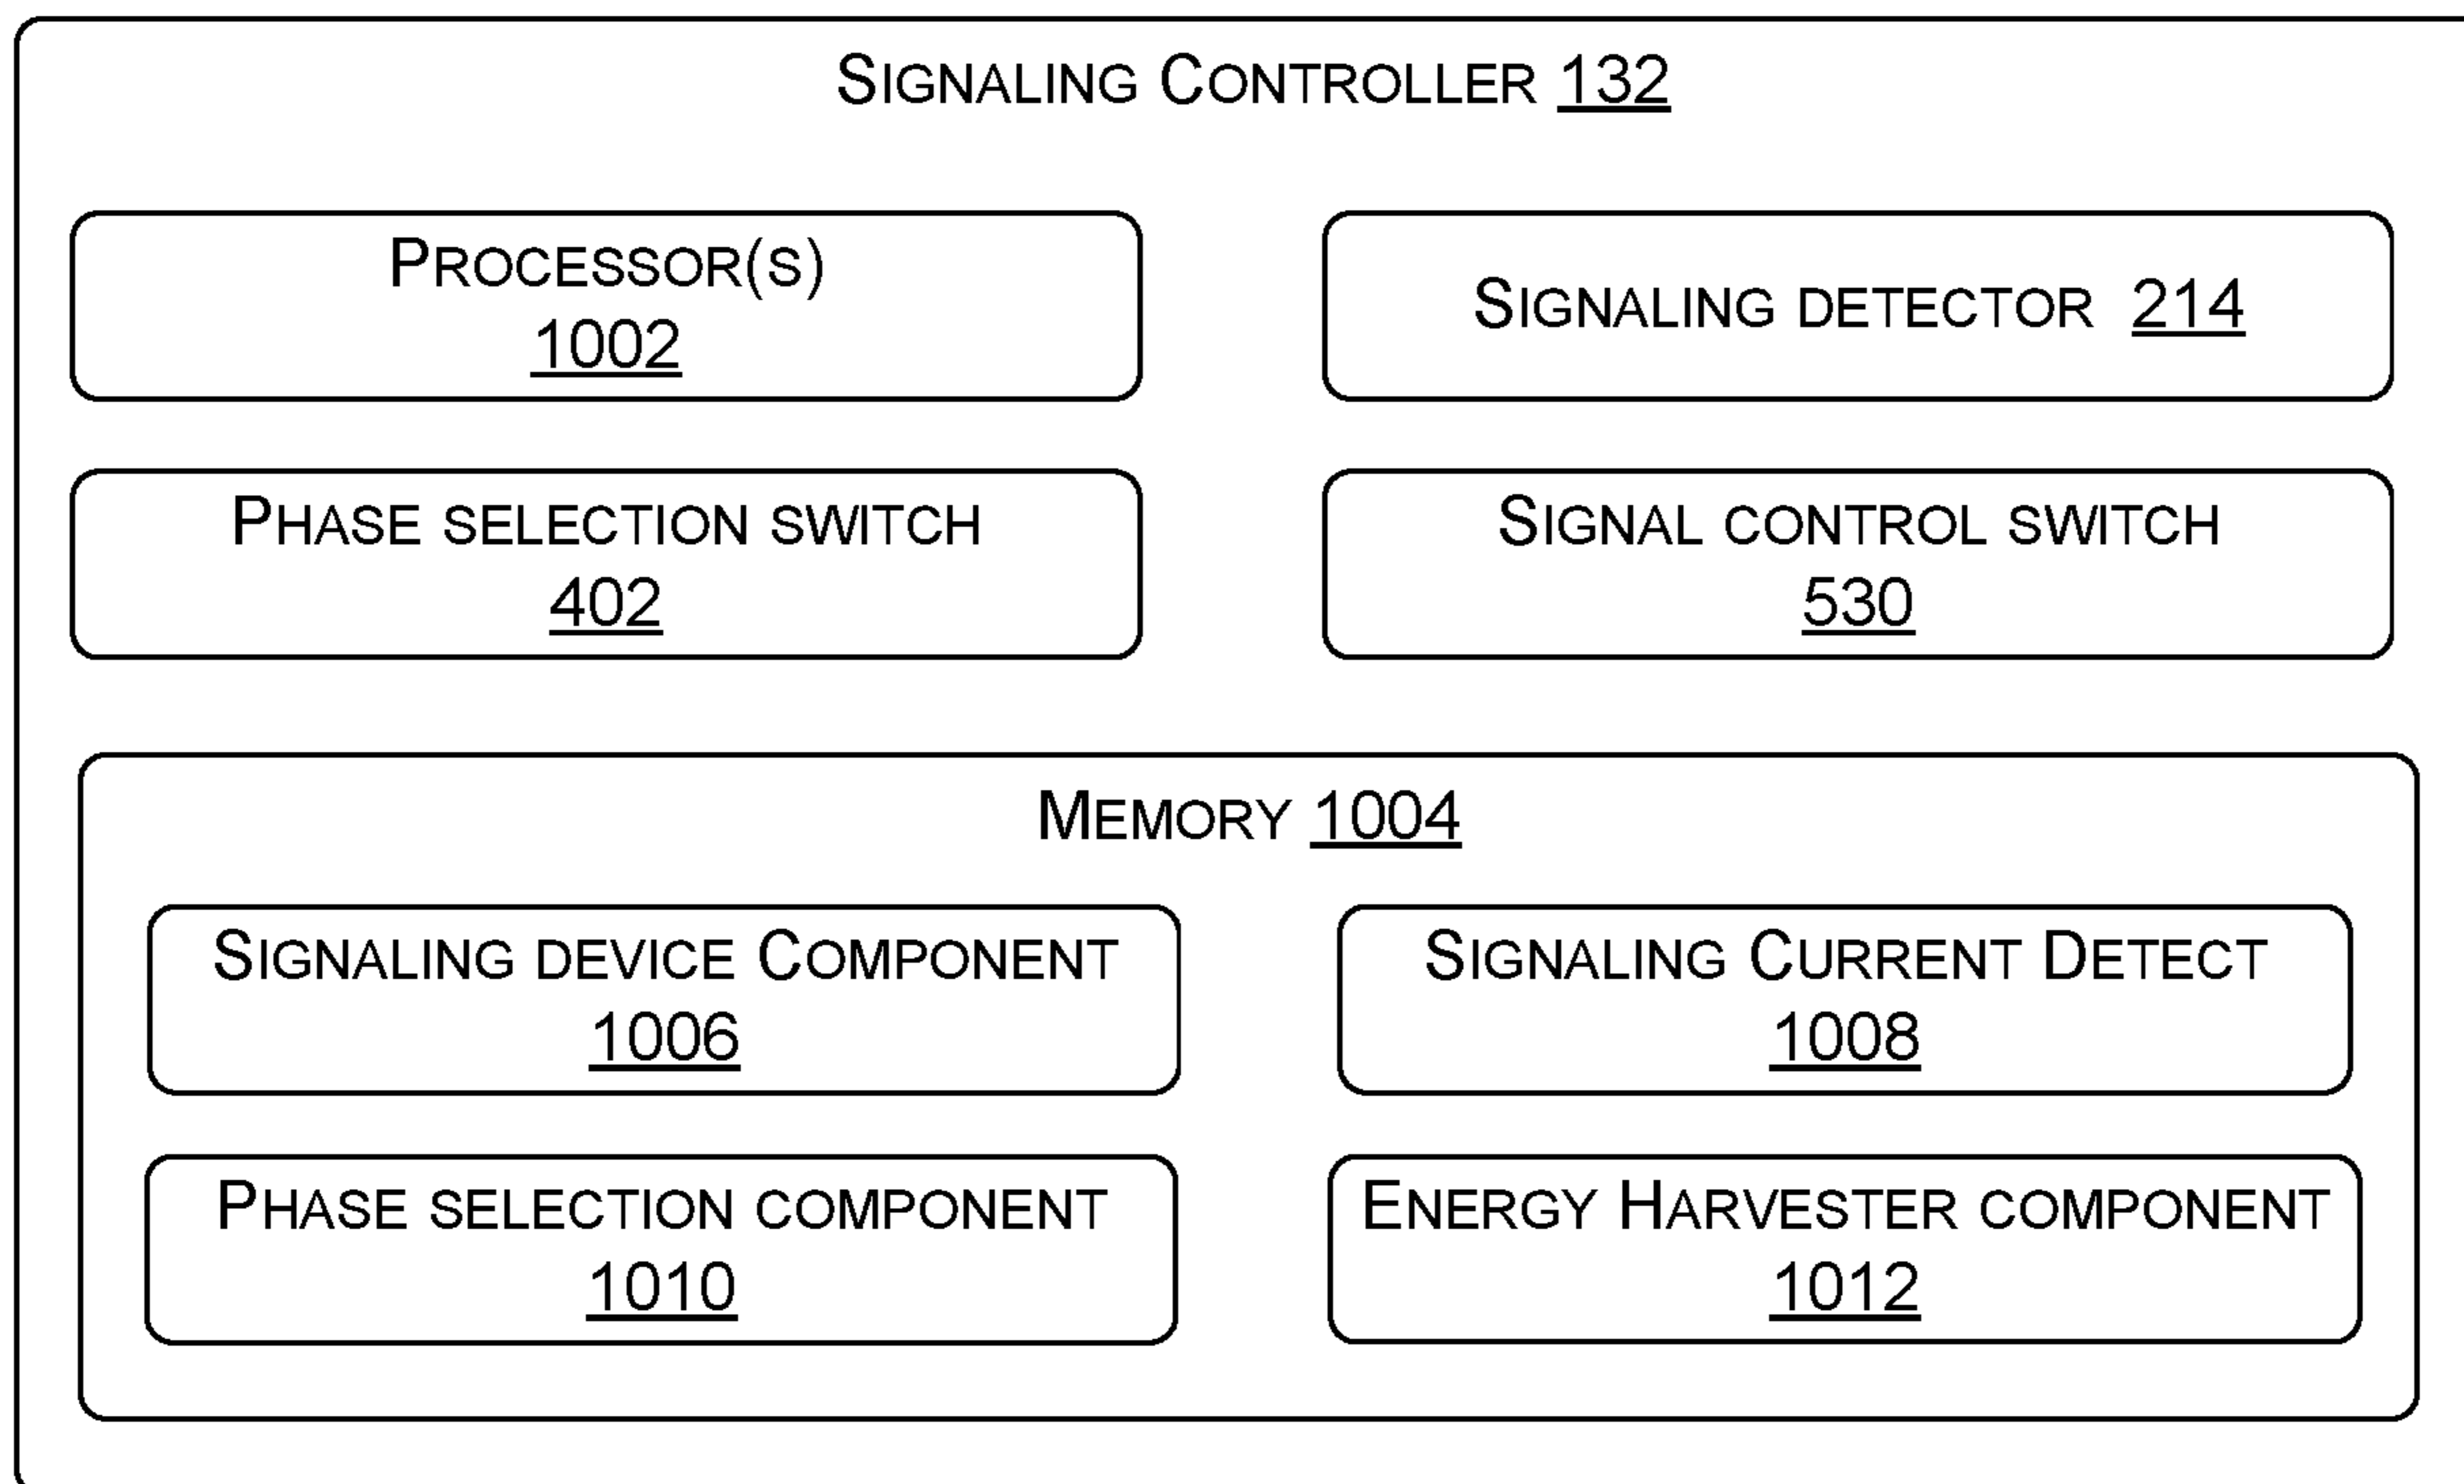 SIGNALING CONTROLLER 132
PROCESSOR(S)
1002
SIGNALING DETECTOR 214
PHASE SELECTION SWITCH
402
SIGNAL CONTROL SWITCH
530
MEMORY 1004
SIGNALING DEVICE COMPONENT
1006
SIGNALING CURRENT DETECT
1008
PHASE SELECTION COMPONENT
1010
ENERGY HARVESTER COMPONENT
1012